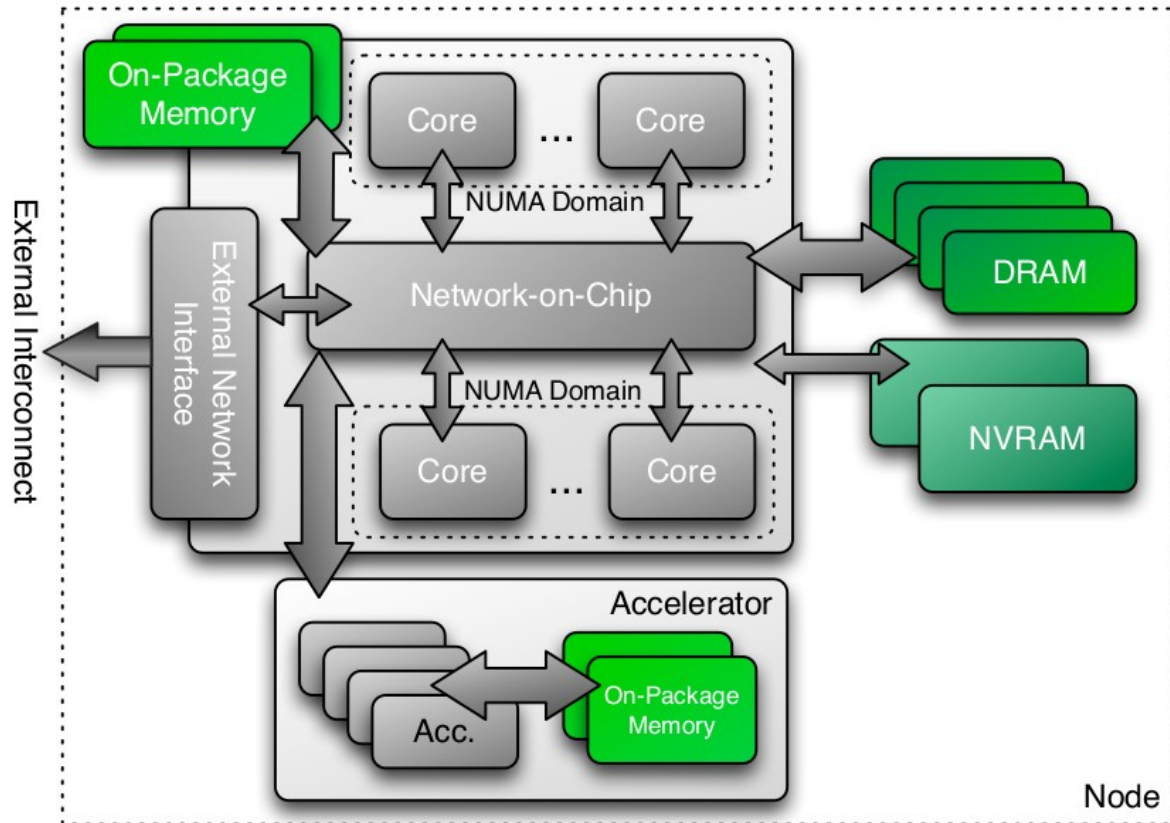 On-Package
Memory
Core
...
Core
NUMA Domain
External Interconnect
External Network
Interface
Network-on-Chip
DRAM
NUMA Domain
NVRAM
Core
...
Core
Accelerator
Acc.
On-Package
Memory
Node